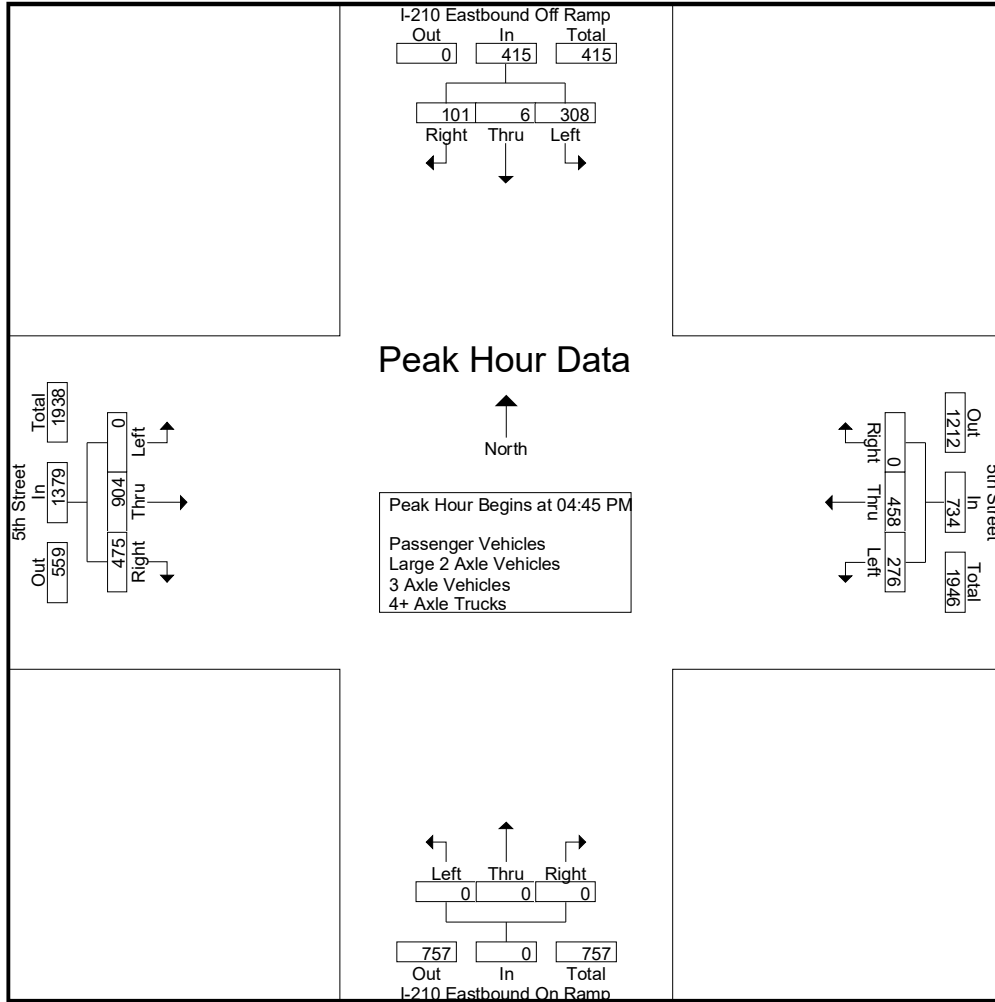 I-210 Eastbound Off Ramp
Out In Total
0 415 415
101 6 308
Right Thru Left
Peak Hour Data
North
Peak Hour Begins at 04:45 PM
Passenger Vehicles
Large 2 Axle Vehicles
3 Axle Vehicles
4+ Axle Trucks
5th Street
Out In Total
559 1379 1938
475 904 0
Right Thru Left
5th Street
Out In Total
1212 734 1946
0 458 276
Right Thru Left
Left Thru Right
0 0 0
757 0 757
Out In Total
I-210 Eastbound On Ramp